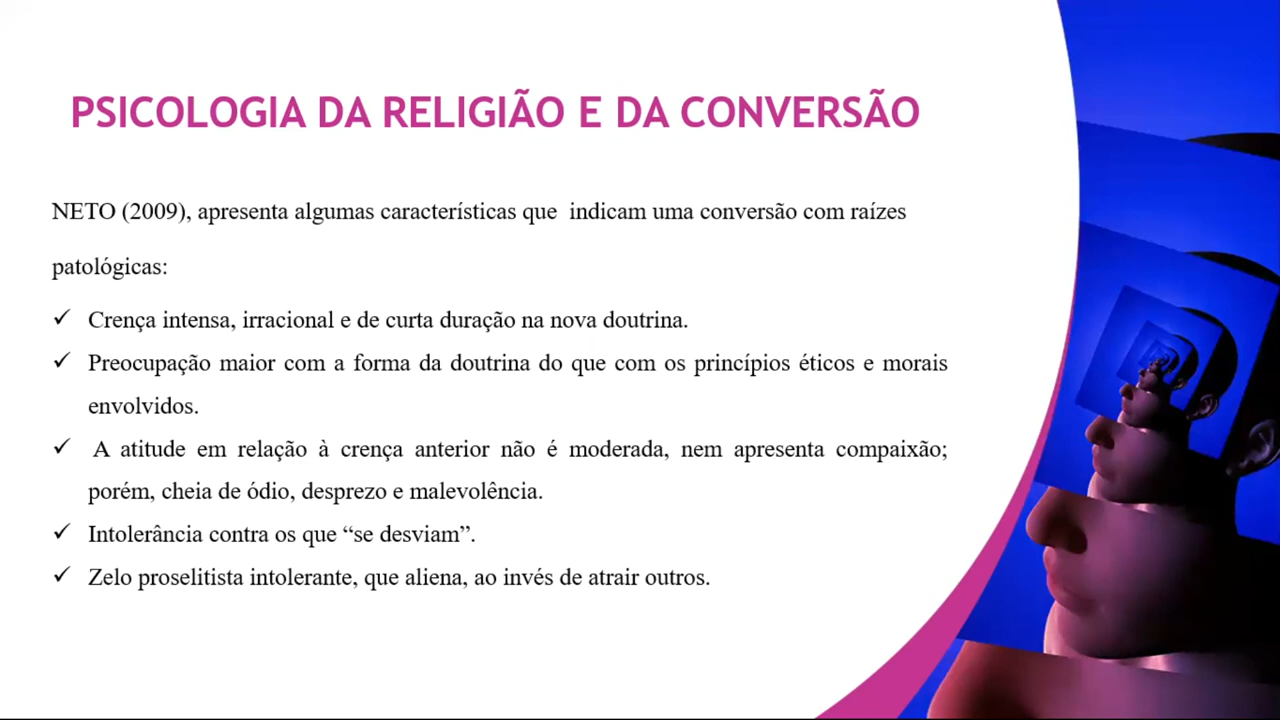 PSICOLOGIA DA RELIGIÃO E DA CONVERSÃO
NETO (2009), apresenta algumas características que indicam uma conversão com raízes
patológicas:
✓ Crença intensa, irracional e de curta duração na nova doutrina.
✓ Preocupação maior com a forma da doutrina do que com os princípios éticos e morais
envolvidos.
✓ A atitude em relação à crença anterior não é moderada, nem apresenta compaixão;
porém, cheia de ódio, desprezo e malevolência.
✓ Intolerância contra os que “se desviam”.
✓ Zelo proselitista intolerante, que aliena, ao invés de atrair outros.